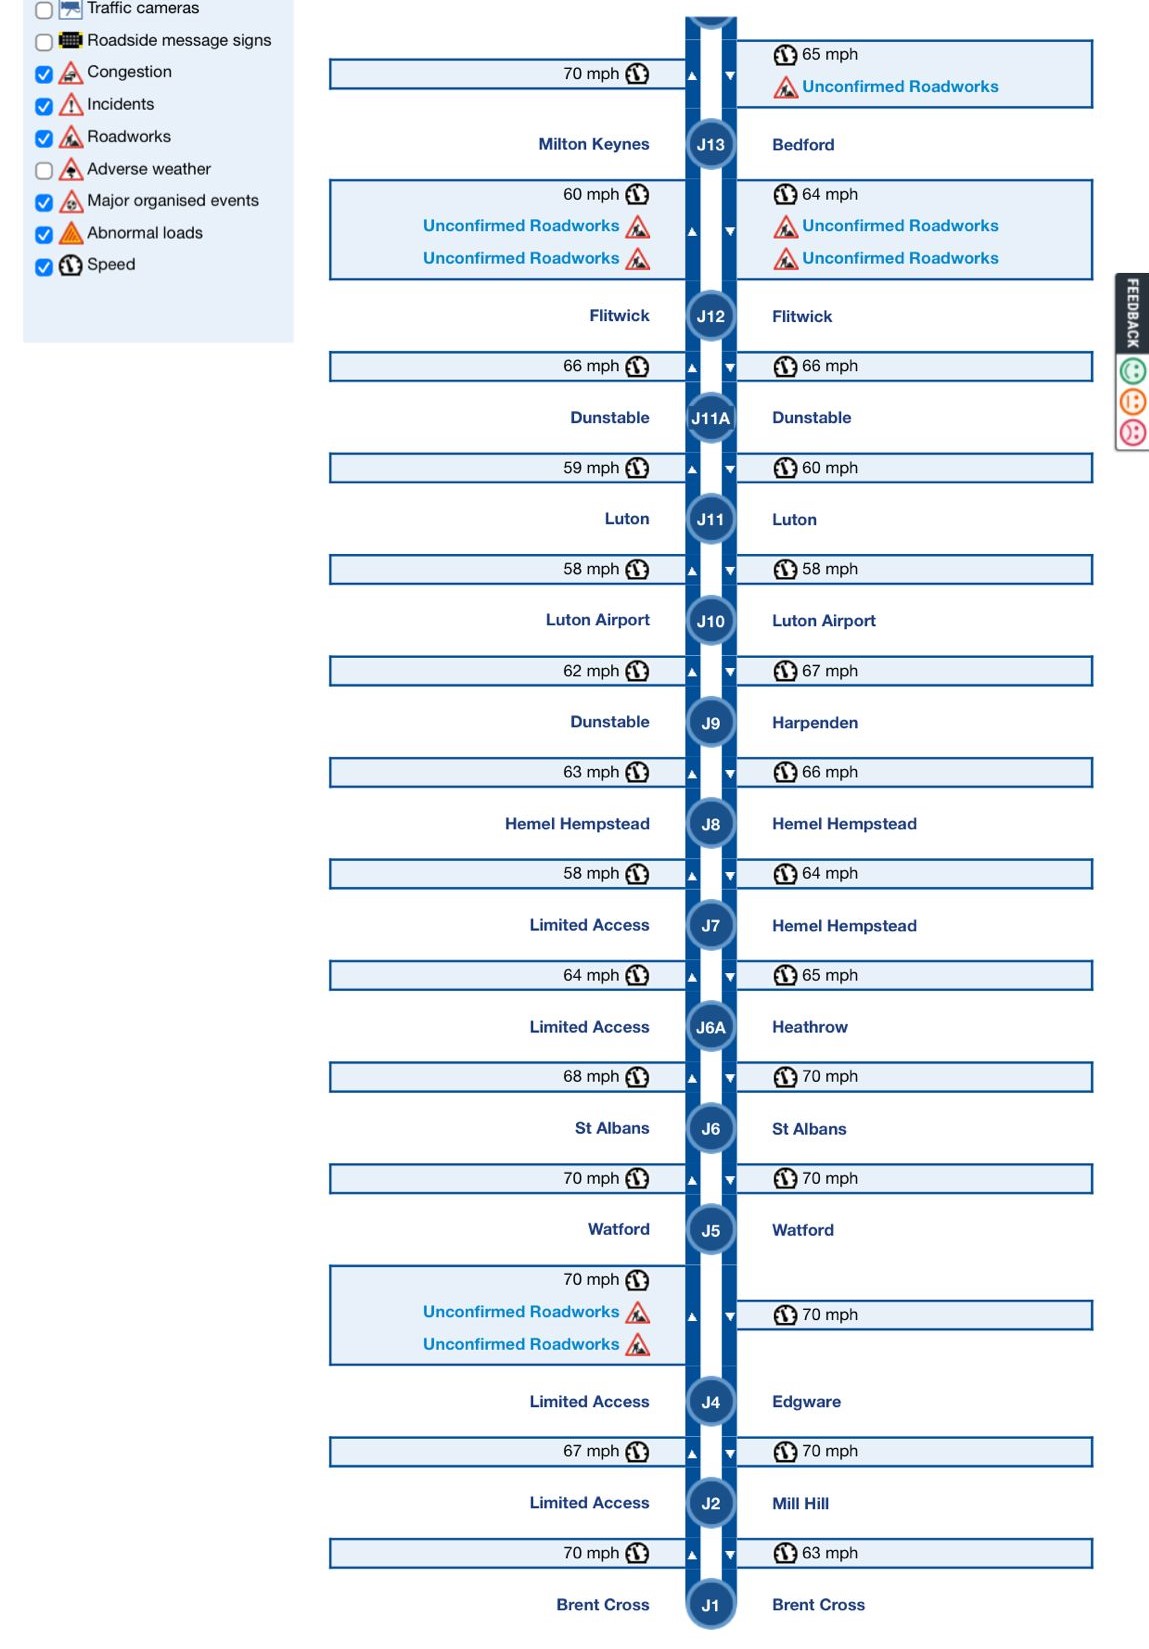 Traffic cameras
Roadside message signs
Congestion
Incidents
Roadworks
Adverse weather
Major organised events
Abnormal loads
Speed
70 mph
65 mph
Unconfirmed Roadworks
Milton Keynes J13 Bedford
60 mph
Unconfirmed Roadworks
Unconfirmed Roadworks
64 mph
Unconfirmed Roadworks
Unconfirmed Roadworks
Flitwick J12 Flitwick
66 mph 66 mph
Dunstable J11A Dunstable
59 mph 60 mph
Luton J11 Luton
58 mph 58 mph
Luton Airport J10 Luton Airport
62 mph 67 mph
Dunstable J9 Harpenden
63 mph 66 mph
Hemel Hempstead J8 Hemel Hempstead
58 mph 64 mph
Limited Access J7 Hemel Hempstead
64 mph 65 mph
Limited Access J6A Heathrow
68 mph 70 mph
St Albans J6 St Albans
70 mph 70 mph
Watford J5 Watford
70 mph
Unconfirmed Roadworks
Unconfirmed Roadworks
70 mph
Limited Access J4 Edgware
67 mph 70 mph
Limited Access J2 Mill Hill
70 mph 63 mph
Brent Cross J1 Brent Cross
FEEDBACK